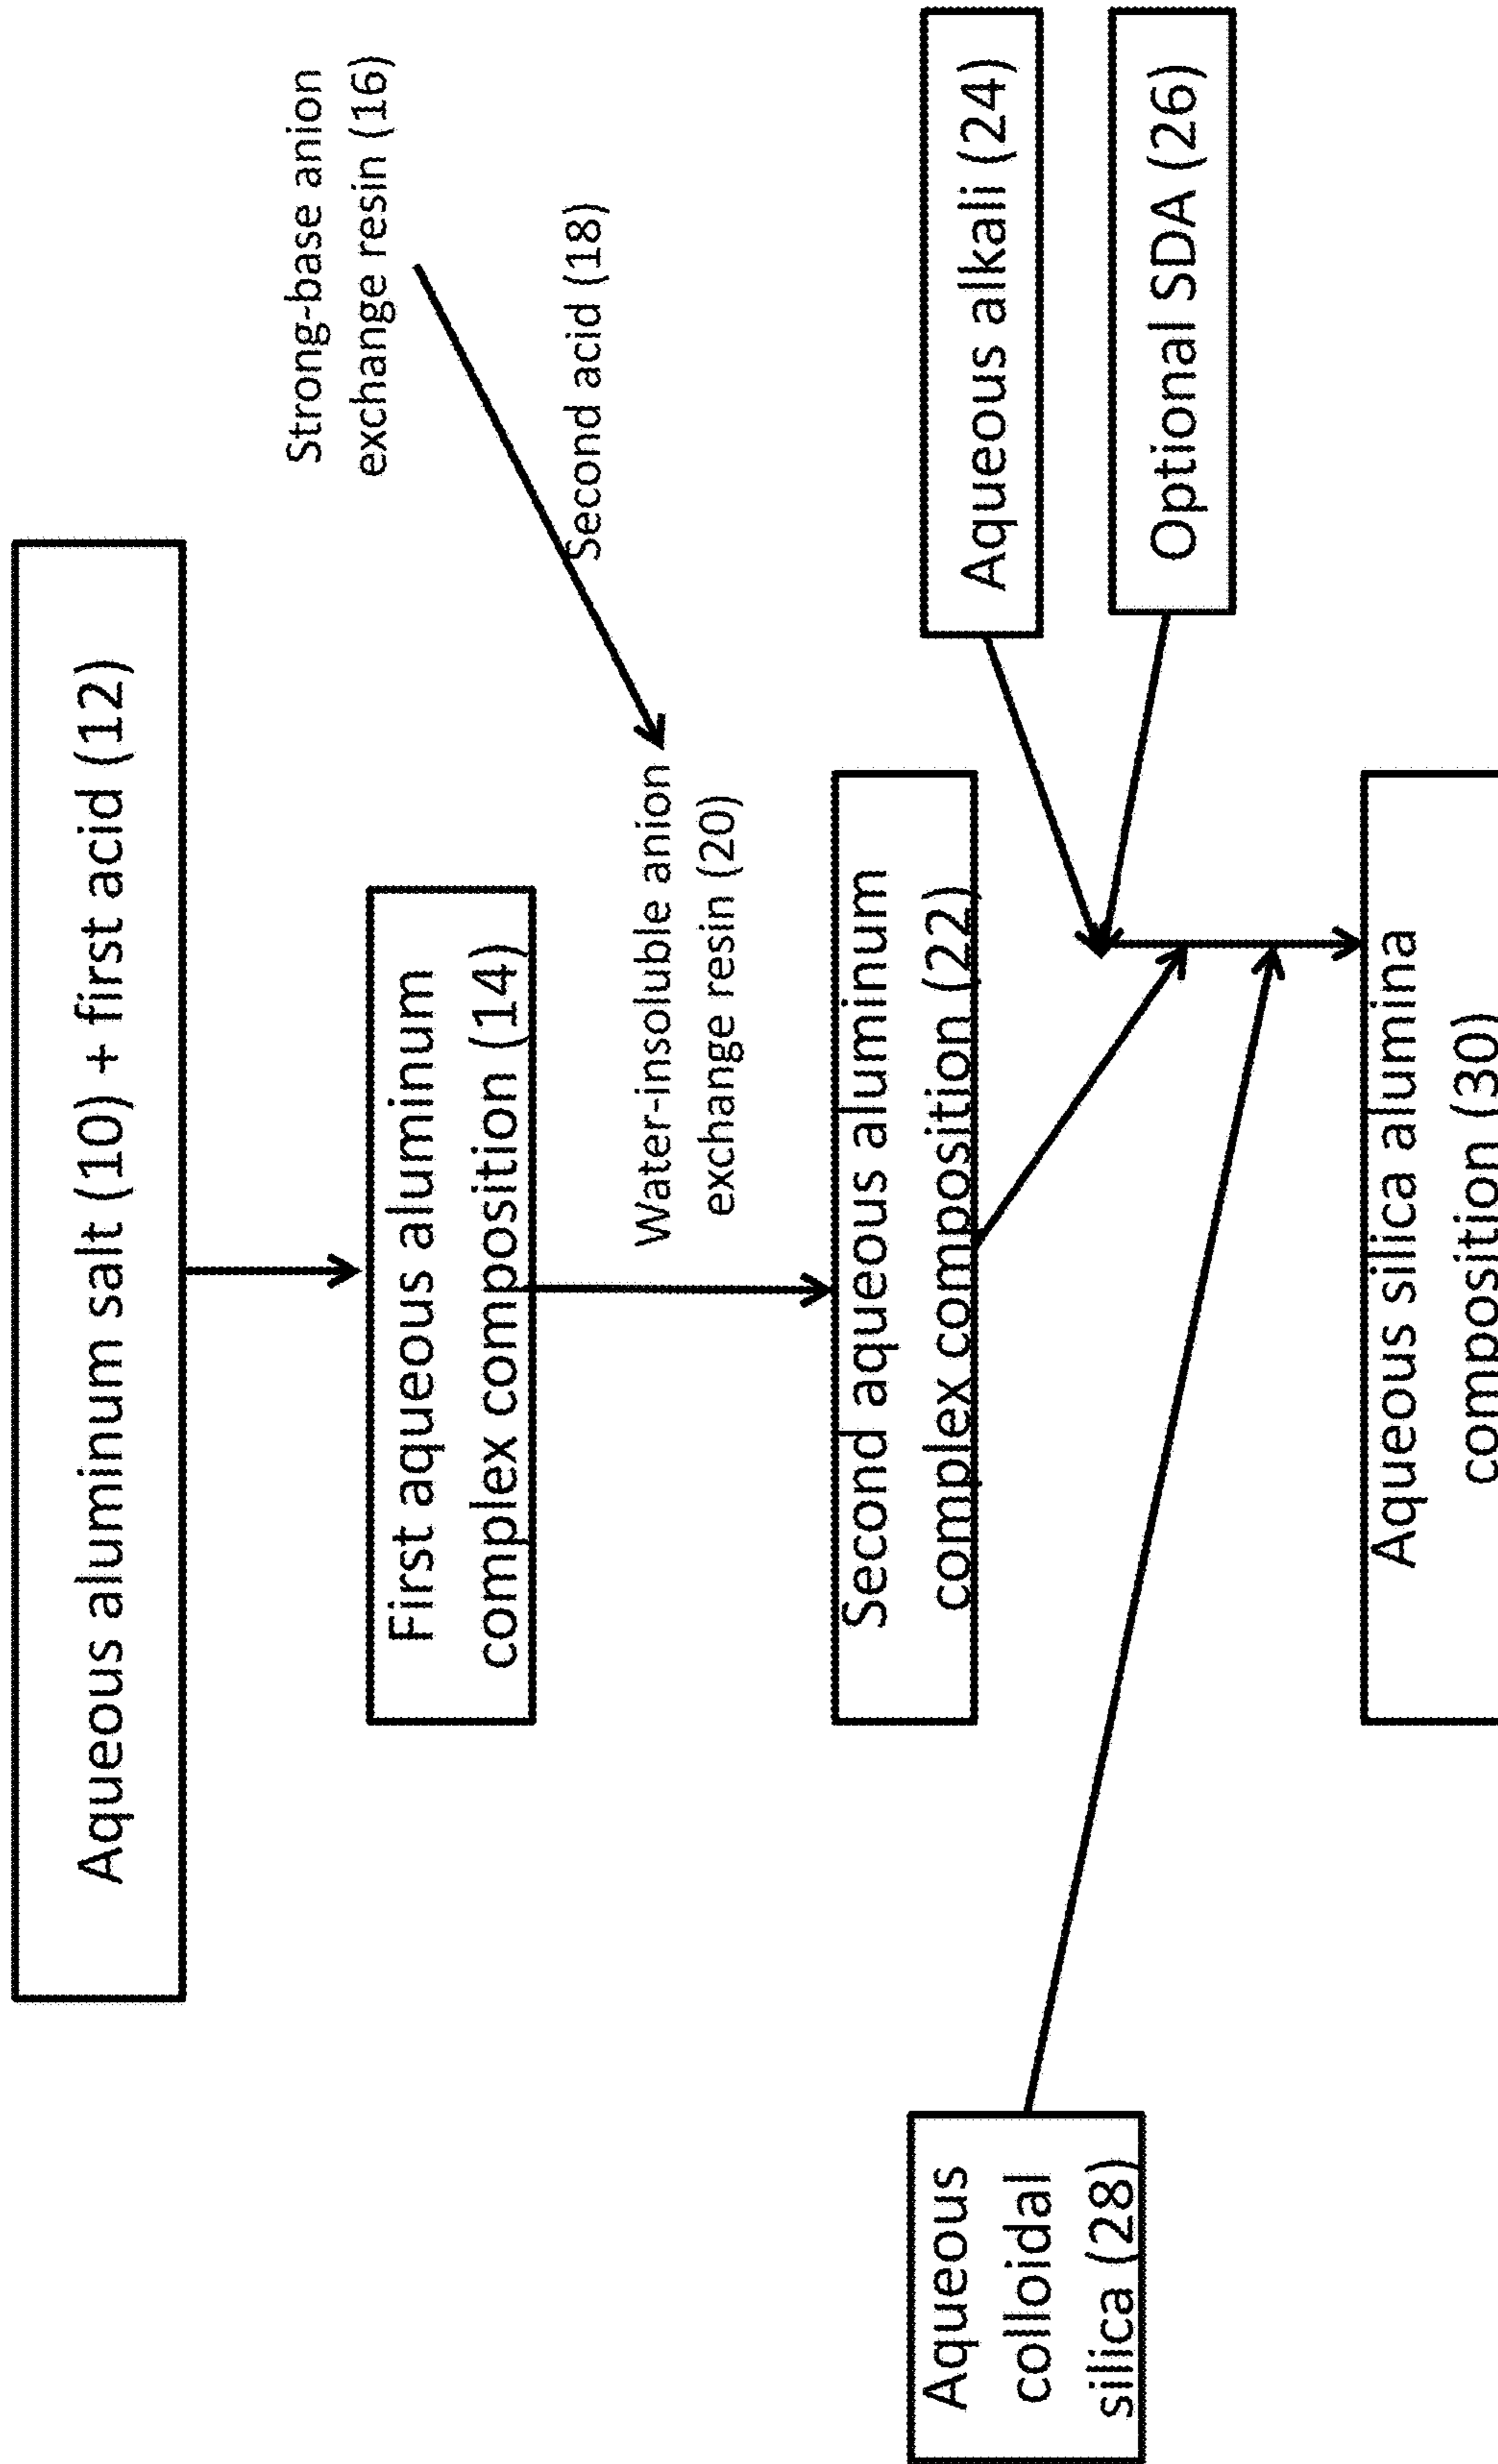 Aqueous aluminum salt (10) + first acid (12)
Strong-base anion
exchange resin (16)
First aqueous aluminum
complex composition (14)
Second acid (18)
Water-insoluble anion
exchange resin (20)
Second aqueous aluminum
complex composition (22)
Aqueous alkali (24)
Optional SDA (26)
Aqueous
colloidal
silica (28)
Aqueous silica alumina
composition (30)